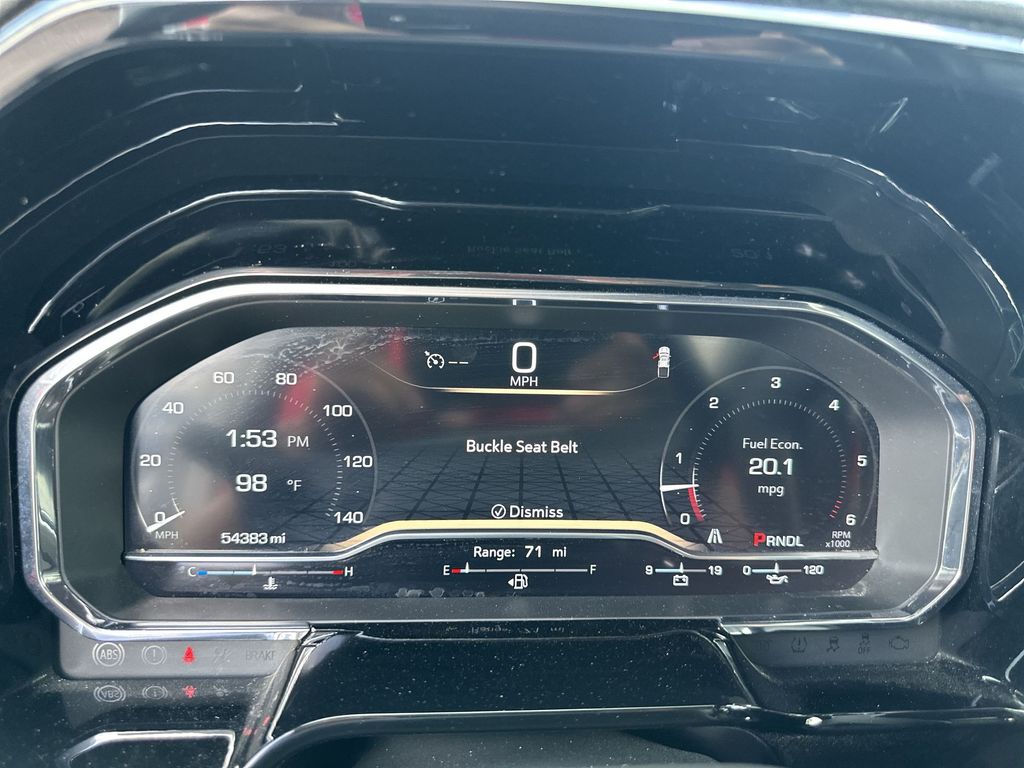 0
MPH
60 80
40 100
20 120
0 140
MPH
1:53 PM
98 °F
54383 mi
Buckle Seat Belt
Dismiss
Range: 71 mi
C H
E F
3
2 4
1 5
0 6
Fuel Econ.
20.1
mpg
PRNDL
RPM
x1000
9 19
0 120
ABS
BRAKE
OFF